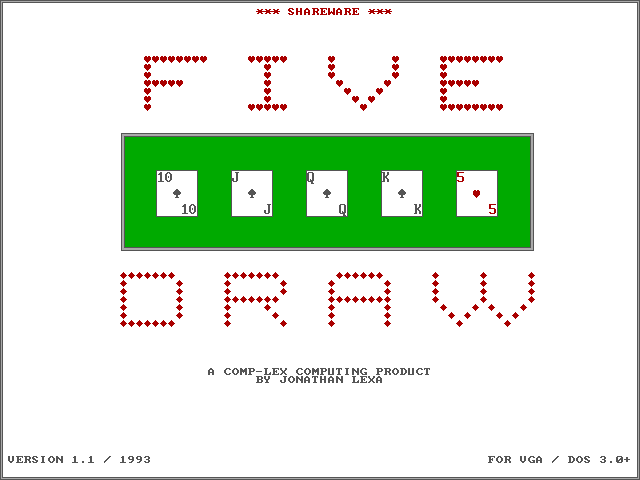 *** SHAREWARE ***
FIVE
10 J Q K 5
10 J Q K 5
DRAW
A COMP-LEX COMPUTING PRODUCT
BY JONATHAN LEXA
VERSION 1.1 / 1993
FOR VGA / DOS 3.0+